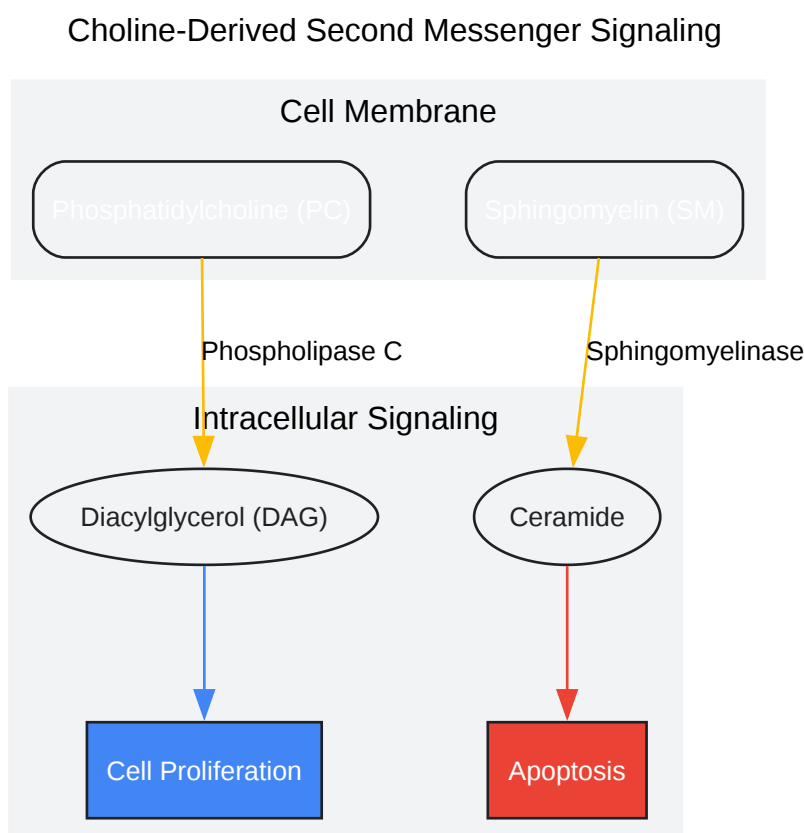 Choline-Derived Second Messenger Signaling
Cell Membrane
Phosphatidylcholine (PC)
Sphingomyelin (SM)
Phospholipase C
Sphingomyelinase
Intracellular Signaling
Diacylglycerol (DAG)
Ceramide
Cell Proliferation
Apoptosis